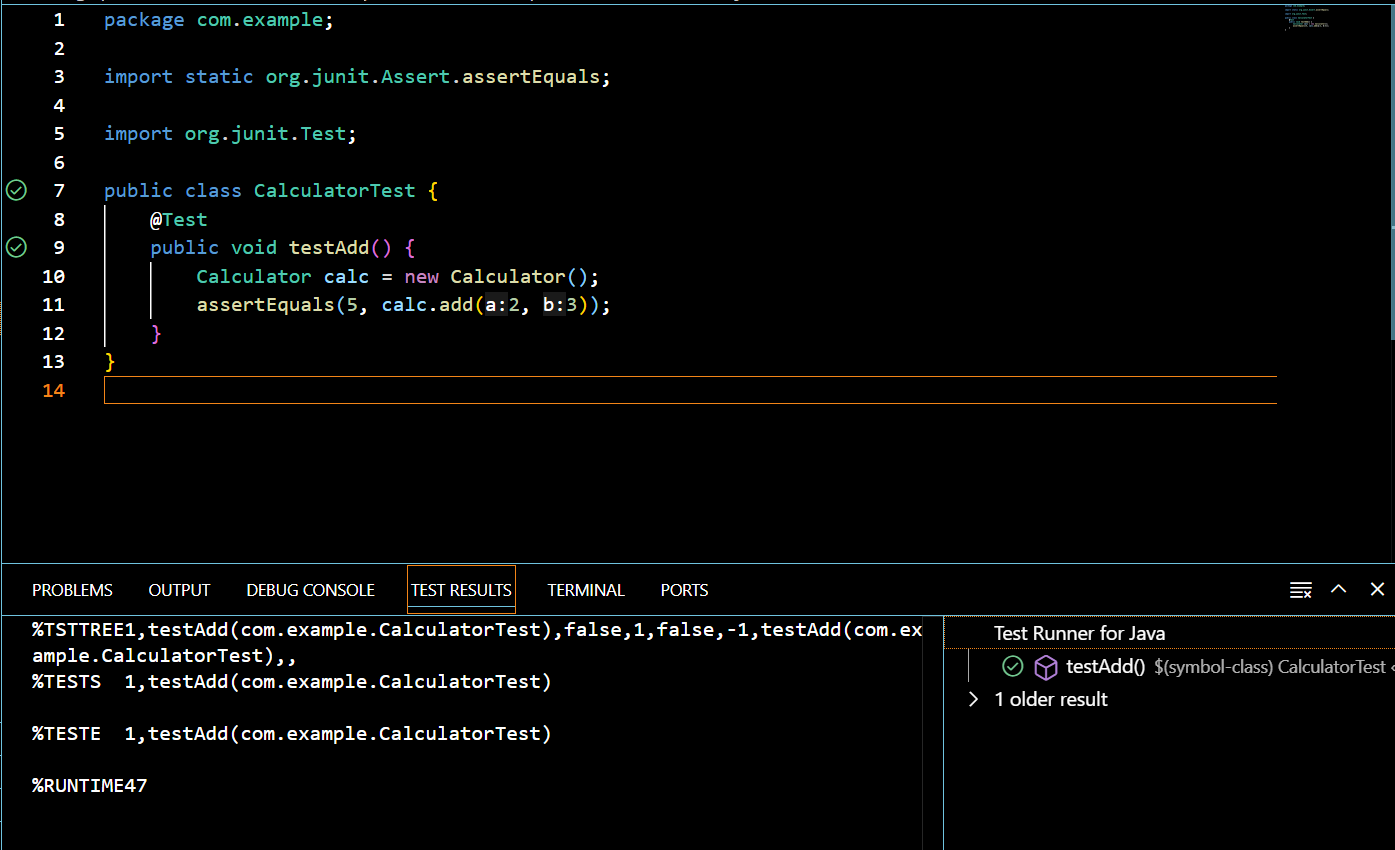 1 package com.example;
2
3 import static org.junit.Assert.assertEquals;
4
5 import org.junit.Test;
6
7 public class CalculatorTest {
8     @Test
9     public void testAdd() {
10         Calculator calc = new Calculator();
11         assertEquals(5, calc.add(a:2, b:3));
12     }
13 }
14
PROBLEMS OUTPUT DEBUG CONSOLE TEST RESULTS TERMINAL PORTS
%TSTTREE1,testAdd(com.example.CalculatorTest),false,1,false,-1,testAdd(com.ex
ample.CalculatorTest),,
%TESTS  1,testAdd(com.example.CalculatorTest)
%TESTE  1,testAdd(com.example.CalculatorTest)
%RUNTIME47
Test Runner for Java
testAdd() $(symbol-class) CalculatorTest
1 older result